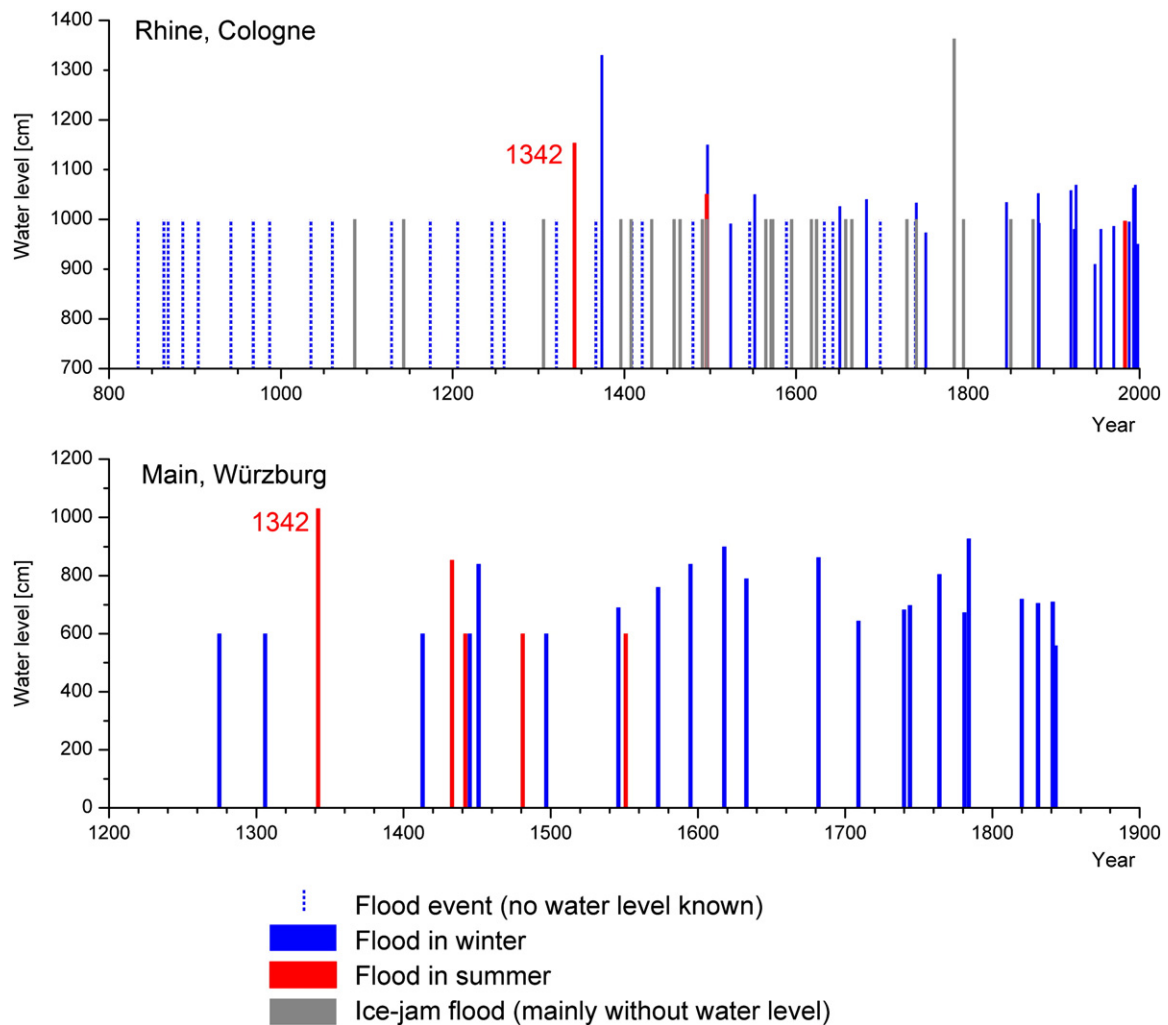 Rhine, Cologne
Water level [cm]
1400
1300
1200
1100
1000
900
800
700
1342
800 1000 1200 1400 1600 1800 2000
Year
Main, Würzburg
Water level [cm]
1200
1000
800
600
400
200
0
1342
1200 1300 1400 1500 1600 1700 1800 1900
Year
Flood event (no water level known)
Flood in winter
Flood in summer
Ice-jam flood (mainly without water level)